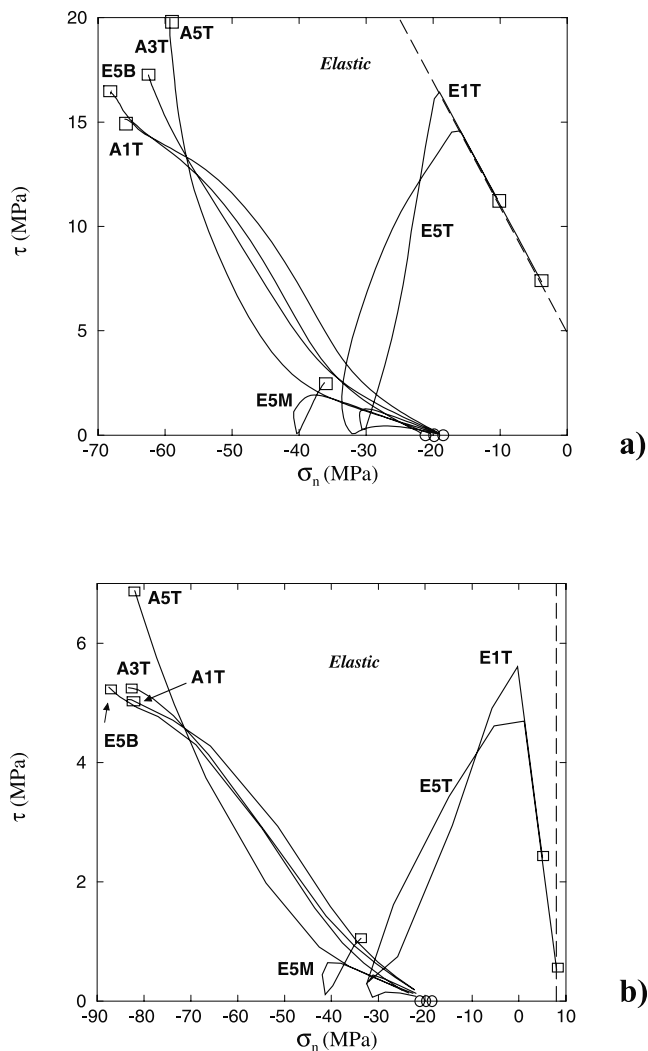 20
15
10
5
0
τ (MPa)
A5T
A3T
E5B
A1T
Elastic
E1T
E5T
E5M
-70 -60 -50 -40 -30 -20 -10 0
σn (MPa)
a)
6
4
2
0
τ (MPa)
A5T
Elastic
A3T
A1T
E1T
E5B
E5T
E5M
-90 -80 -70 -60 -50 -40 -30 -20 -10 0 10
σn (MPa)
b)